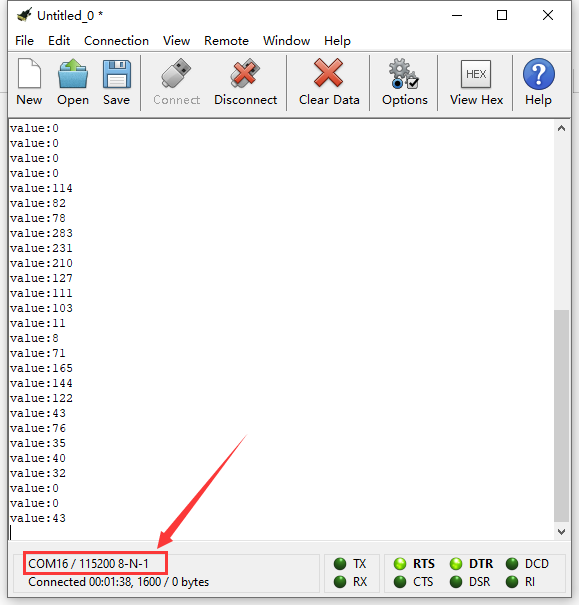 Untitled_0 *
File Edit Connection View Remote Window Help
New Open Save Connect Disconnect Clear Data Options HEX View Hex ? Help
value:0
value:0
value:0
value:0
value:114
value:82
value:78
value:283
value:231
value:210
value:127
value:111
value:103
value:11
value:8
value:71
value:165
value:144
value:122
value:43
value:76
value:35
value:40
value:32
value:0
value:0
value:43
COM16 / 115200 8-N-1 TX RTS DTR DCD
Connected 00:01:38, 1600 / 0 bytes RX CTS DSR RI